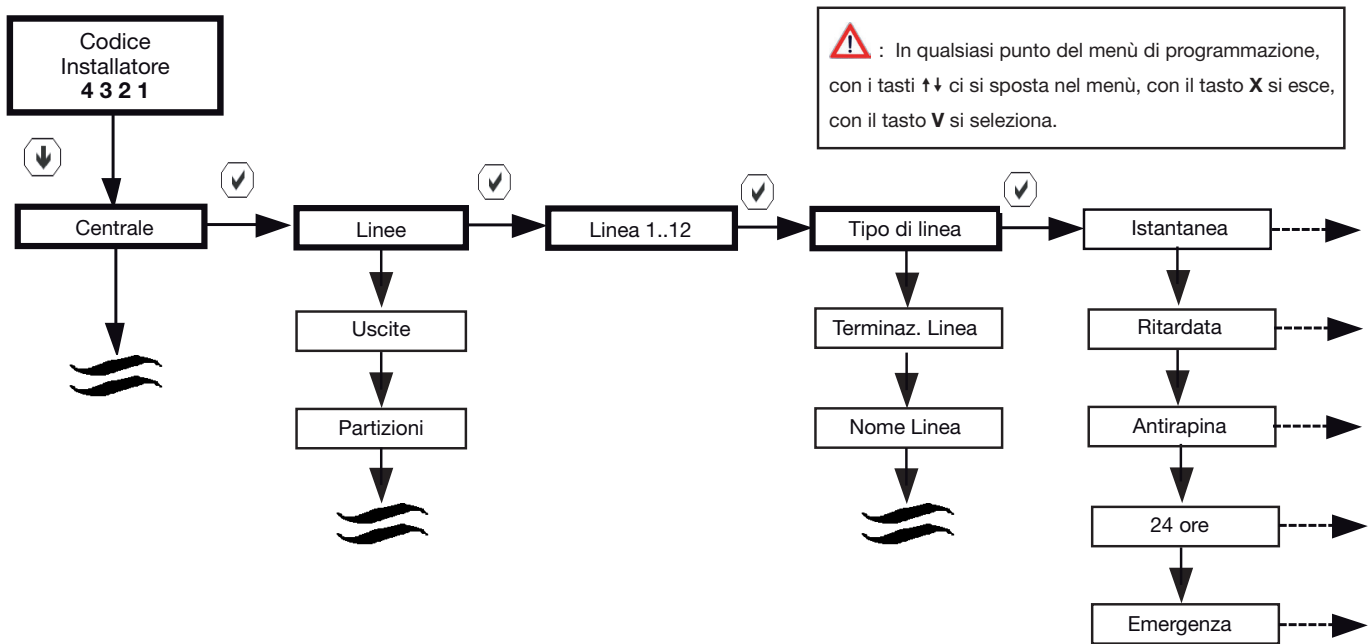 Codice
Installatore
4 3 2 1
: In qualsiasi punto del menù di programmazione,
con i tasti ↑↓ ci si sposta nel menù, con il tasto X si esce,
con il tasto V si seleziona.
Centrale
Linee
Linea 1..12
Tipo di linea
Istantanea
Uscite
Terminaz. Linea
Ritardata
Partizioni
Nome Linea
Antirapina
24 ore
Emergenza